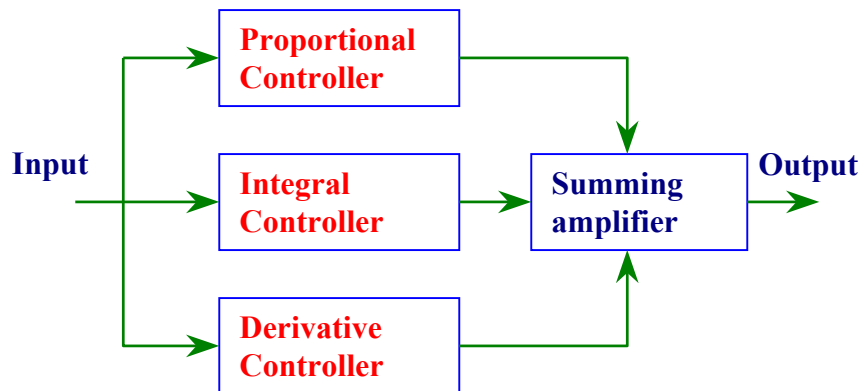 Proportional
Controller
Input
Integral
Controller
Summing
amplifier
Output
Derivative
Controller